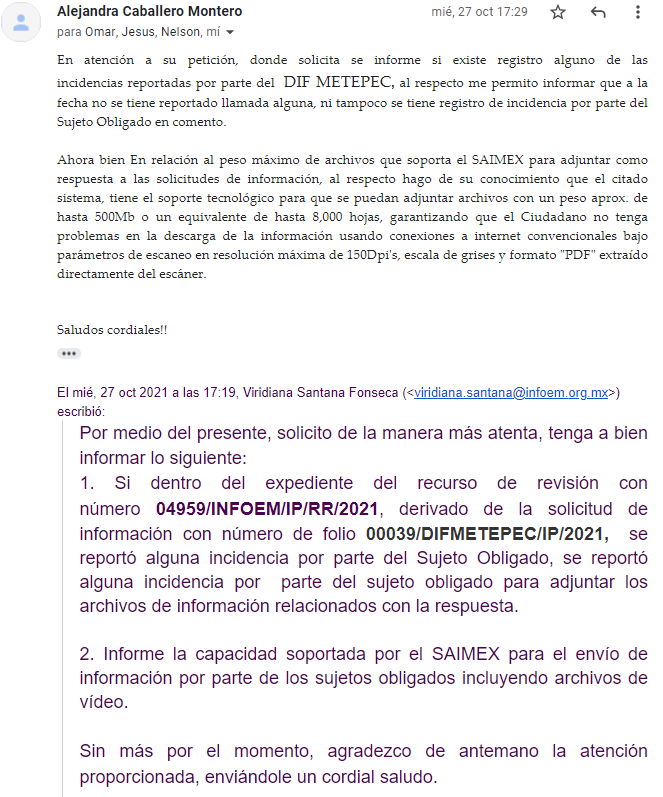 Alejandra Caballero Montero
mié, 27 oct 17:29
para Omar, Jesus, Nelson, mí
En atención a su petición, donde solicita se informe si existe registro alguno de las
incidencias reportadas por parte del DIF METEPEC, al respecto me permito informar que a la
fecha no se tiene reportado llamada alguna, ni tampoco se tiene registro de incidencia por parte del
Sujeto Obligado en comento.
Ahora bien En relación al peso máximo de archivos que soporta el SAIMEX para adjuntar como
respuesta a las solicitudes de información, al respecto hago de su conocimiento que el citado
sistema, tiene el soporte tecnológico para que se puedan adjuntar archivos con un peso aprox. de
hasta 500Mb o un equivalente de hasta 8,000 hojas, garantizando que el Ciudadano no tenga
problemas en la descarga de la información usando conexiones a internet convencionales bajo
parámetros de escaneo en resolución máxima de 150Dpi's, escala de grises y formato "PDF" extraído
directamente del escáner.
Saludos cordiales!!
El mié, 27 oct 2021 a las 17:19, Viridiana Santana Fonseca (<viridiana.santana@infoem.org.mx>)
escribió:
Por medio del presente, solicito de la manera más atenta, tenga a bien
informar lo siguiente:
1. Si dentro del expediente del recurso de revisión con
número 04959/INFOEM/IP/RR/2021, derivado de la solicitud de
información con número de folio 00039/DIFMETEPEC/IP/2021, se
reportó alguna incidencia por parte del Sujeto Obligado, se reportó
alguna incidencia por parte del sujeto obligado para adjuntar los
archivos de información relacionados con la respuesta.
2. Informe la capacidad soportada por el SAIMEX para el envío de
información por parte de los sujetos obligados incluyendo archivos de
vídeo.
Sin más por el momento, agradezco de antemano la atención
proporcionada, enviándole un cordial saludo.